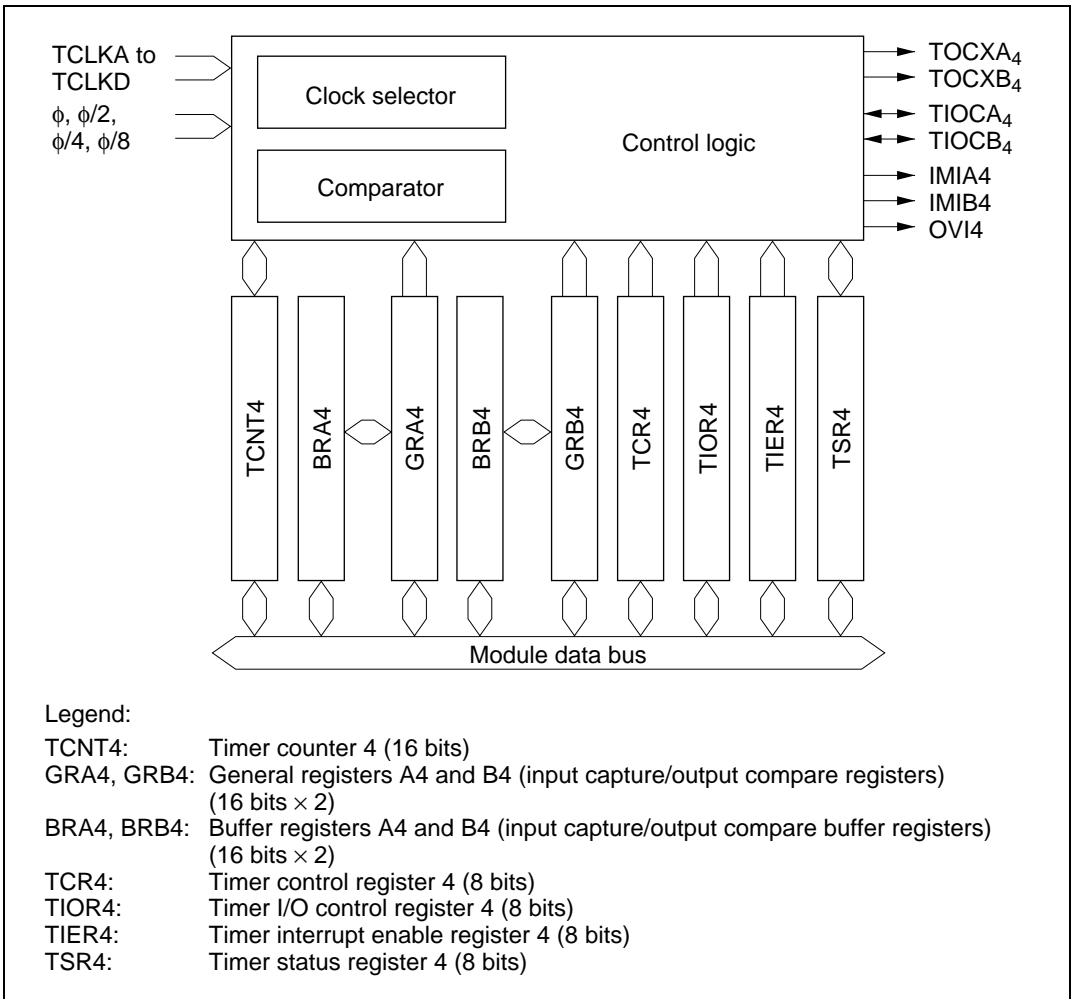 TCLKA to
TCLKD
ϕ, ϕ/2,
ϕ/4, ϕ/8
Clock selector
Comparator
Control logic
TOCXA4
TOCXB4
TIOCA4
TIOCB4
IMIA4
IMIB4
OVI4
TCNT4
BRA4
GRA4
BRB4
GRB4
TCR4
TIOR4
TIER4
TSR4
Module data bus
Legend:
TCNT4: Timer counter 4 (16 bits)
GRA4, GRB4: General registers A4 and B4 (input capture/output compare registers)
(16 bits × 2)
BRA4, BRB4: Buffer registers A4 and B4 (input capture/output compare buffer registers)
(16 bits × 2)
TCR4: Timer control register 4 (8 bits)
TIOR4: Timer I/O control register 4 (8 bits)
TIER4: Timer interrupt enable register 4 (8 bits)
TSR4: Timer status register 4 (8 bits)